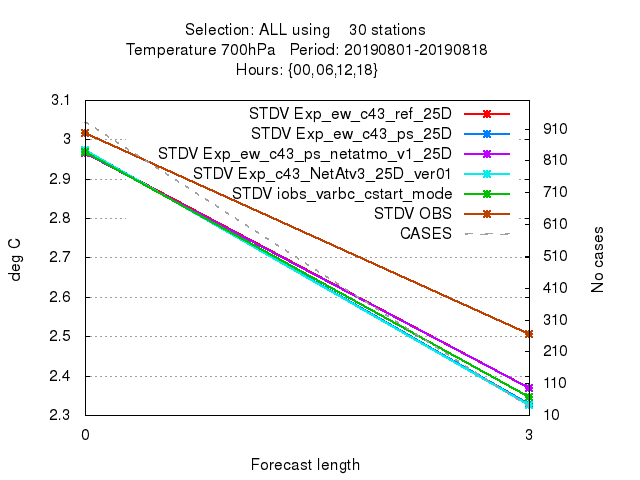 Selection: ALL using 30 stations
Temperature 700hPa Period: 20190801-20190818
Hours: {00,06,12,18}
STDV Exp_ew_c43_ref_25D
STDV Exp_ew_c43_ps_25D
STDV Exp_ew_c43_ps_netatmo_v1_25D
STDV Exp_c43_NetAtv3_25D_ver01
STDV iobs_varbc_cstart_mode
STDV OBS
CASES
deg C
3.1
3
2.9
2.8
2.7
2.6
2.5
2.4
2.3
No cases
910
810
710
610
510
410
310
210
110
10
0 3
Forecast length